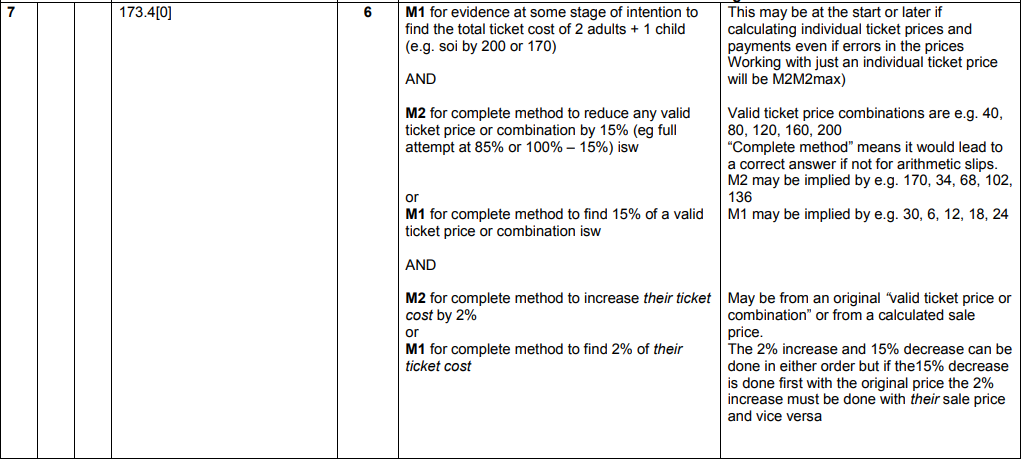 7
173.4[0]
6
M1 for evidence at some stage of intention to
find the total ticket cost of 2 adults + 1 child
(e.g. soi by 200 or 170)
AND
M2 for complete method to reduce any valid
ticket price or combination by 15% (eg full
attempt at 85% or 100% – 15%) isw
or
M1 for complete method to find 15% of a valid
ticket price or combination isw
AND
M2 for complete method to increase their ticket
cost by 2%
or
M1 for complete method to find 2% of their
ticket cost
This may be at the start or later if
calculating individual ticket prices and
payments even if errors in the prices
Working with just an individual ticket price
will be M2M2max)
Valid ticket price combinations are e.g. 40,
80, 120, 160, 200
“Complete method” means it would lead to
a correct answer if not for arithmetic slips.
M2 may be implied by e.g. 170, 34, 68, 102,
136
M1 may be implied by e.g. 30, 6, 12, 18, 24
May be from an original “valid ticket price or
combination” or from a calculated sale
price.
The 2% increase and 15% decrease can be
done in either order but if the15% decrease
is done first with the original price the 2%
increase must be done with their sale price
and vice versa